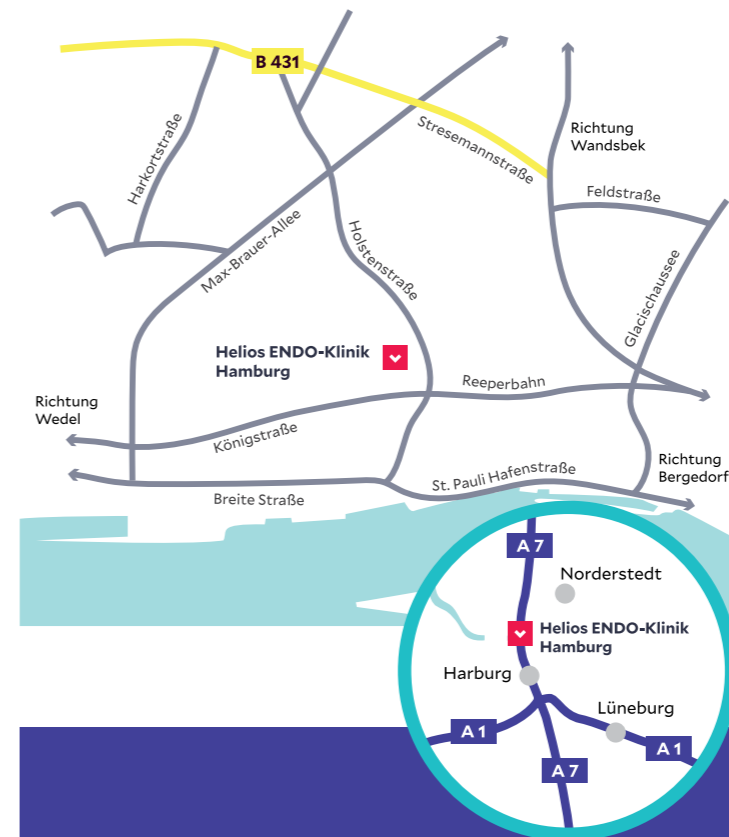 B 431
Harkortstraße
Stresemannstraße
Richtung
Wandsbek
Feldstraße
Max-Brauer-Allee
Holstenstraße
Glacischaussee
Helios ENDO-Klinik
Hamburg
Reeperbahn
Richtung
Wedel
Königstraße
Richtung
Bergedorf
St. Pauli Hafenstraße
Breite Straße
A 7
Norderstedt
Helios ENDO-Klinik
Hamburg
Harburg
Lüneburg
A 1
A 1
A 7